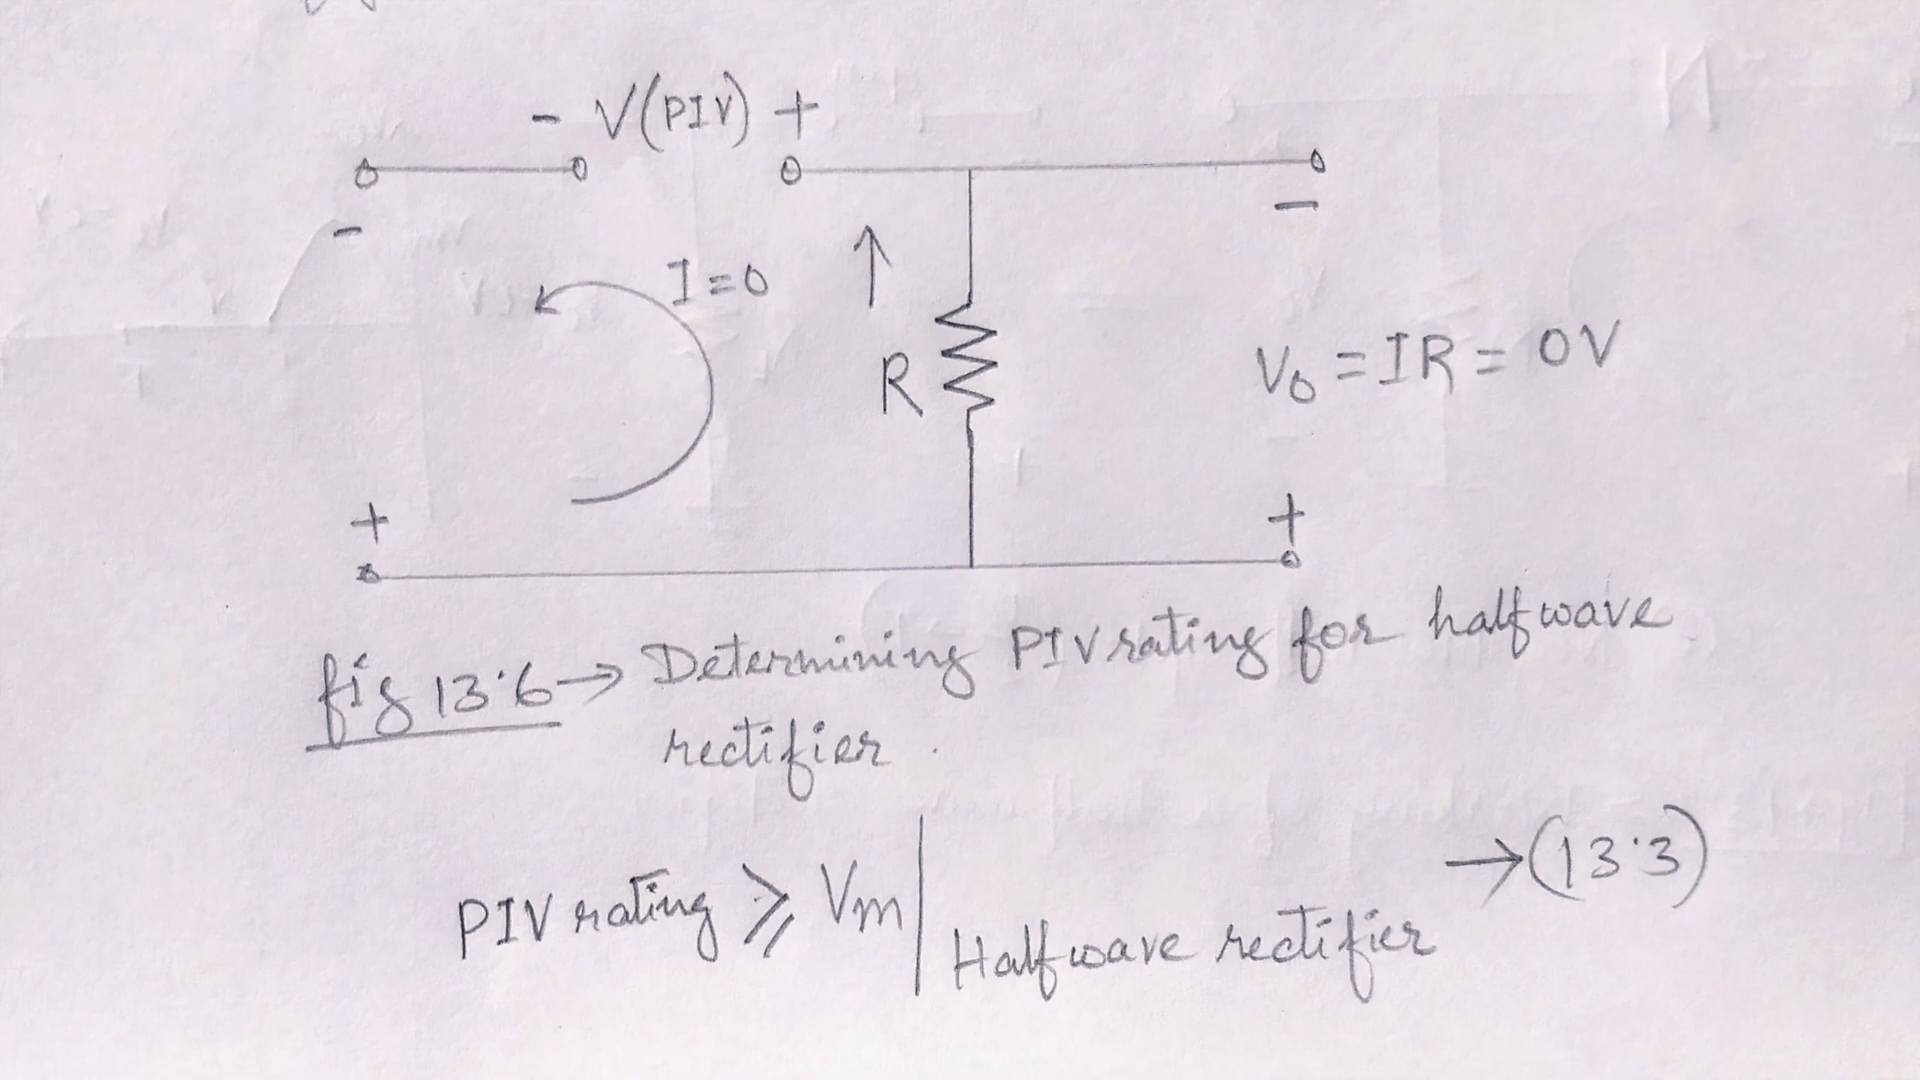 - V(PIV) +
-
-
I=0
R
V₀ = IR = 0V
+
+
fig 13.6 → Determining PIV rating for halfwave
rectifier.
PIV rating ⩾ Vm | Halfwave rectifier → (13.3)